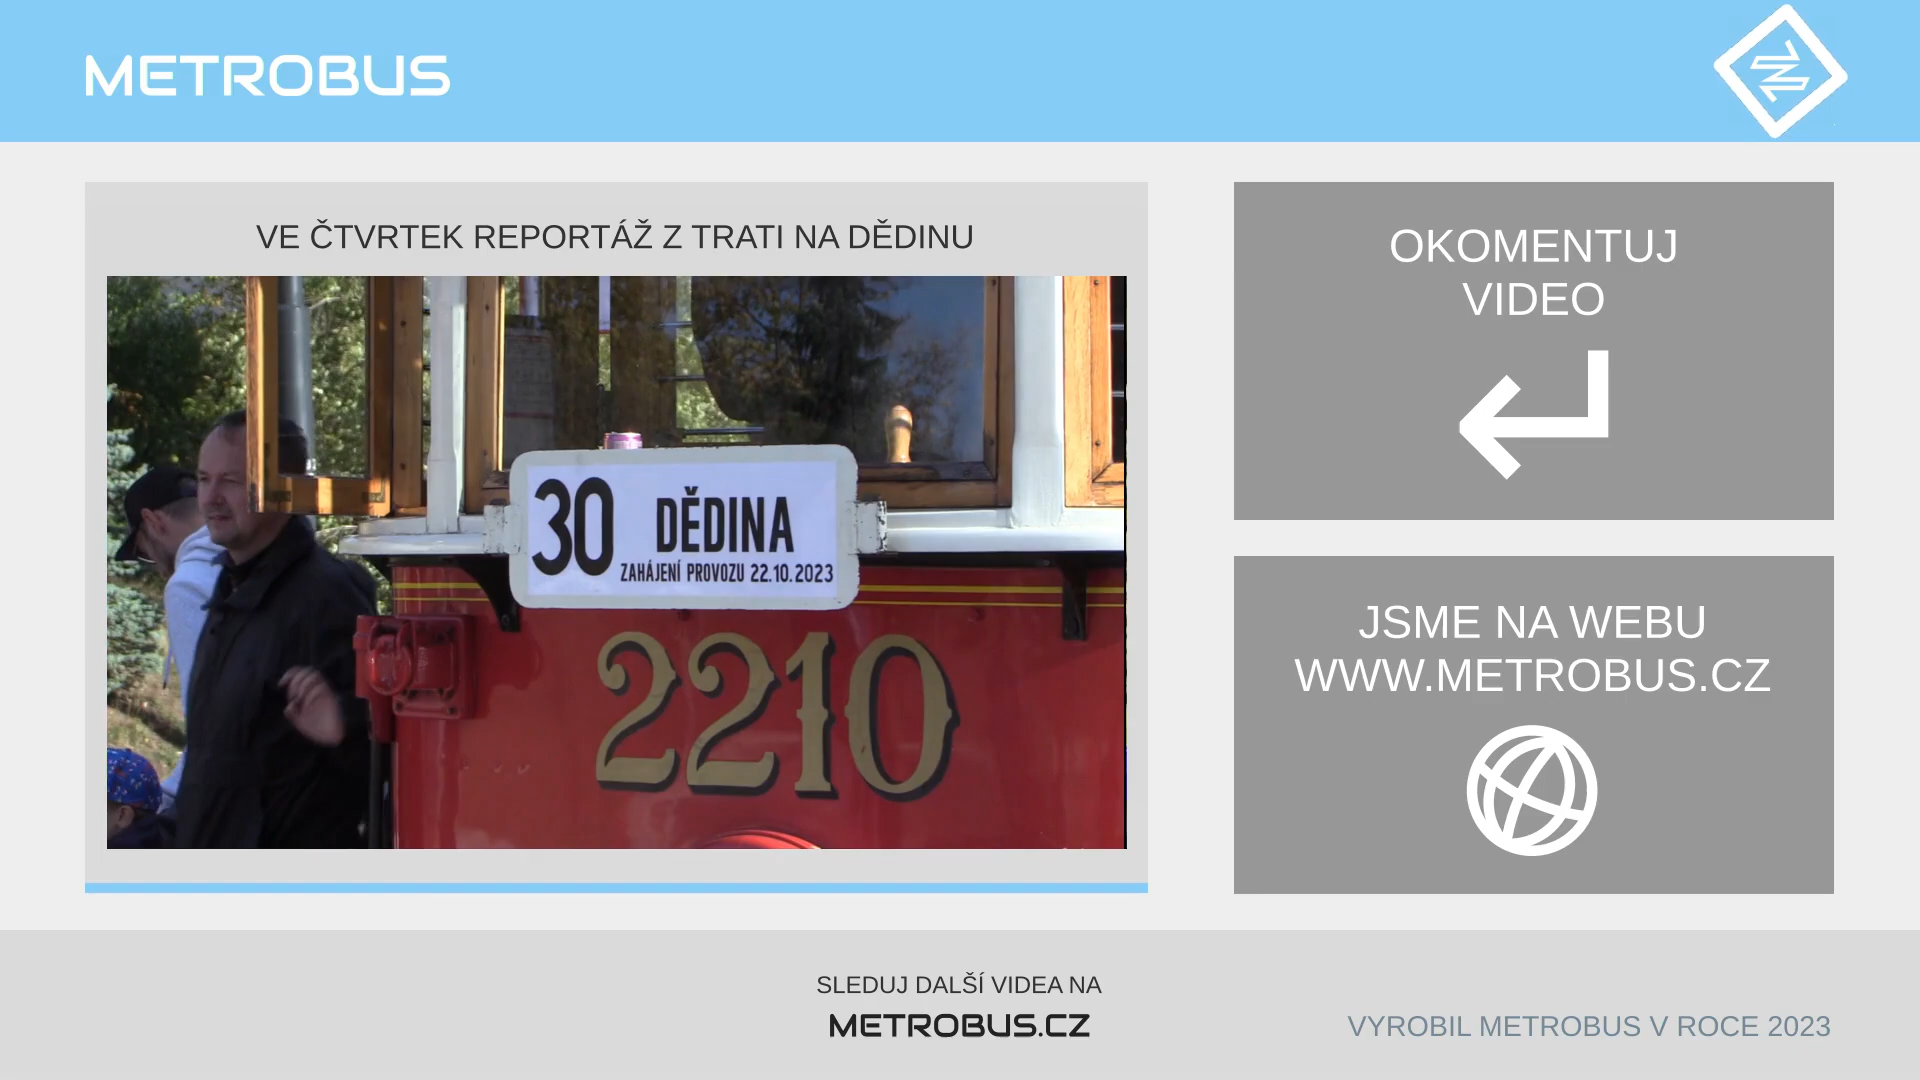 METROBUS
VE ČTVRTEK REPORTÁŽ Z TRATI NA DĚDINU
30 DĚDINA
ZAHÁJENÍ PROVOZU 22.10.2023
2210
OKOMENTUJ
VIDEO
JSME NA WEBU
WWW.METROBUS.CZ
SLEDUJ DALŠÍ VIDEA NA
METROBUS.CZ
VYROBIL METROBUS V ROCE 2023